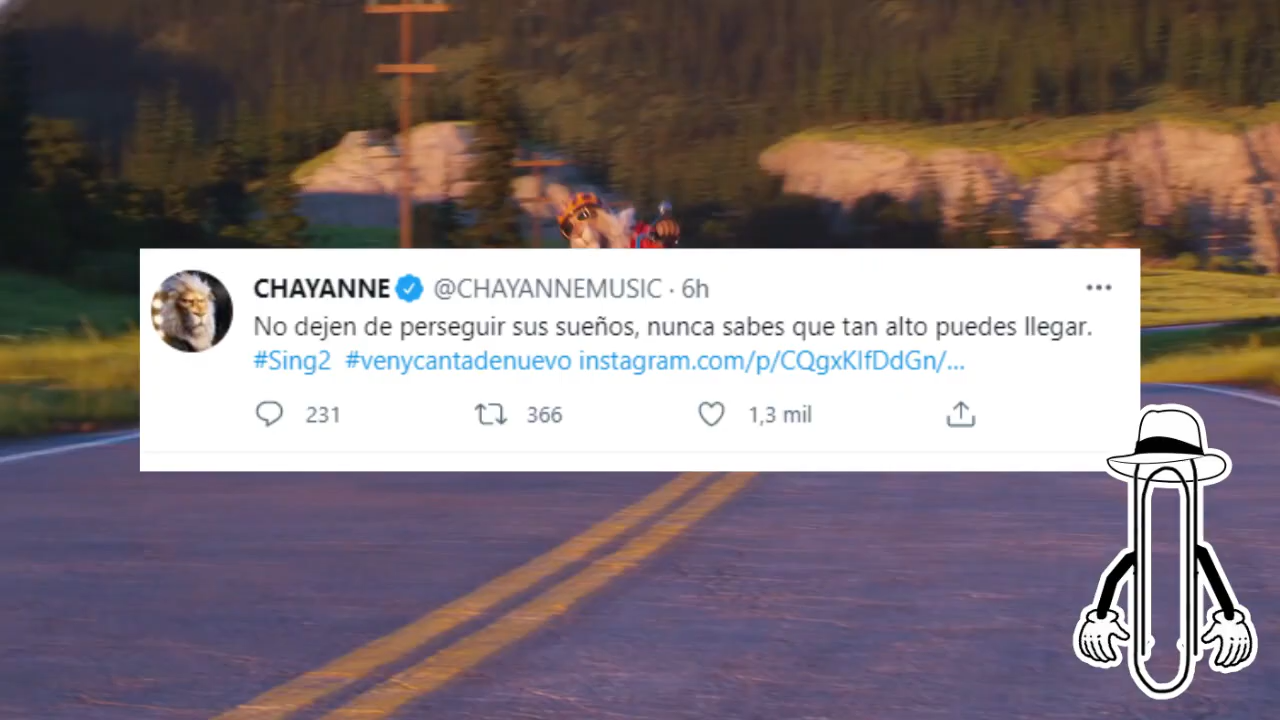 CHAYANNE @CHAYANNEMUSIC · 6h
No dejen de perseguir sus sueños, nunca sabes que tan alto puedes llegar.
#Sing2 #venycantadenuevo instagram.com/p/CQgxKlfDdGn/...
231 366 1,3 mil